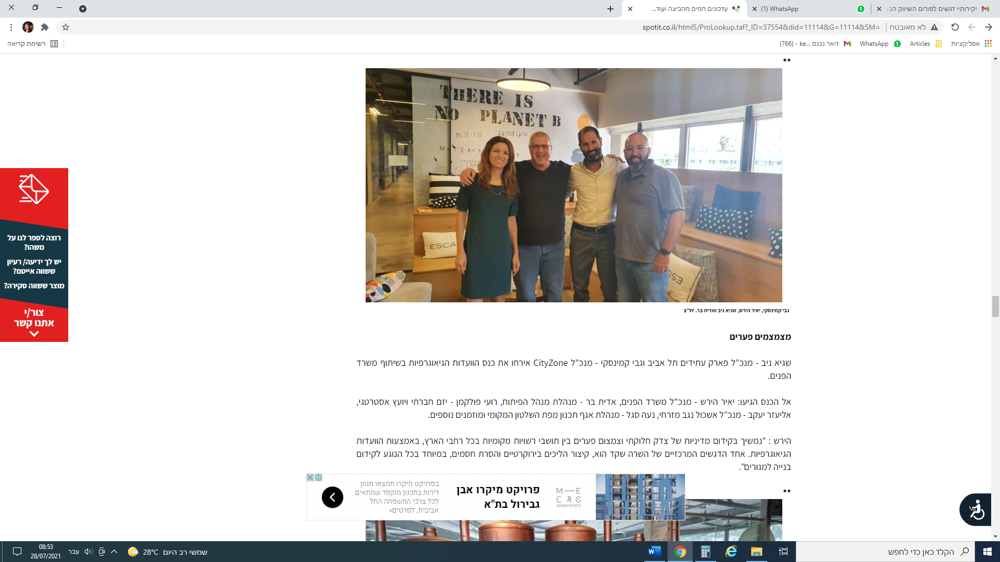 יקירותיי דגשים לפורום השיווק הבא
(1) WhatsApp
עדכונים חמים מהביצה ועוד...
לא מאובטח
spotit.co.il/html5/ProLookup.taf?_ID=37554&did=11114&G=11114&SM=
אפליקציות
Articles
WhatsApp
דואר נכנס (766) - ke...
רשימת קריאה
**
THERE IS
NO PLANET B
BROOKLYN
ESCA
גבי קמינסקי, יאיר הירש, שגיא ניב ואדית בר. יח"צ
מצמצמים פערים
שגיא ניב - מנכ"ל פארק עתידים תל אביב וגבי קמינסקי - מנכ"ל CityZone אירחו את כנס הוועדות הגיאוגרפיות בשיתוף משרד
הפנים.
אל הכנס הגיעו: יאיר הירש - מנכ"ל משרד הפנים, אדית בר - מנהלת מנהל הפיתוח, רועי פולקמן - יזם חברתי ויועץ אסטרטגי,
אליעזר יעקב - מנכ"ל אשכול נגב מזרחי, נעה סגל - מנהלת אגף תכנון מפת השלטון המקומי ומוזמנים נוספים.
הירש : "נמשיך בקידום מדיניות של צדק חלוקתי וצמצום פערים בין תושבי רשויות מקומיות בכל רחבי הארץ, באמצעות הוועדות
הגיאוגרפיות. אחד הדגשים המרכזיים של השרה שקד הוא, קיצור הליכים בירוקרטיים והסרת חסמים, במיוחד בכל הנוגע לקידום
בנייה למגורים".
**
רוצה לספר לנו על
משהו?
יש לך ידיעה/ רעיון
ששווה אייטם?
מוצר ששווה סקירה?
צור/י
אתנו קשר
M—E
CRO
פרויקט מיקרו אבן
גבירול בת"א
בפרויקט מיקרו תמצאו מגוון
דירות בתכנון מוקפד שמתאים
לכל צרכי המשפחה התל
אביבית. לפרטים»
הקלד כאן כדי לחפש
28°C שמשי רב היום
עבר
08:53
28/07/2021